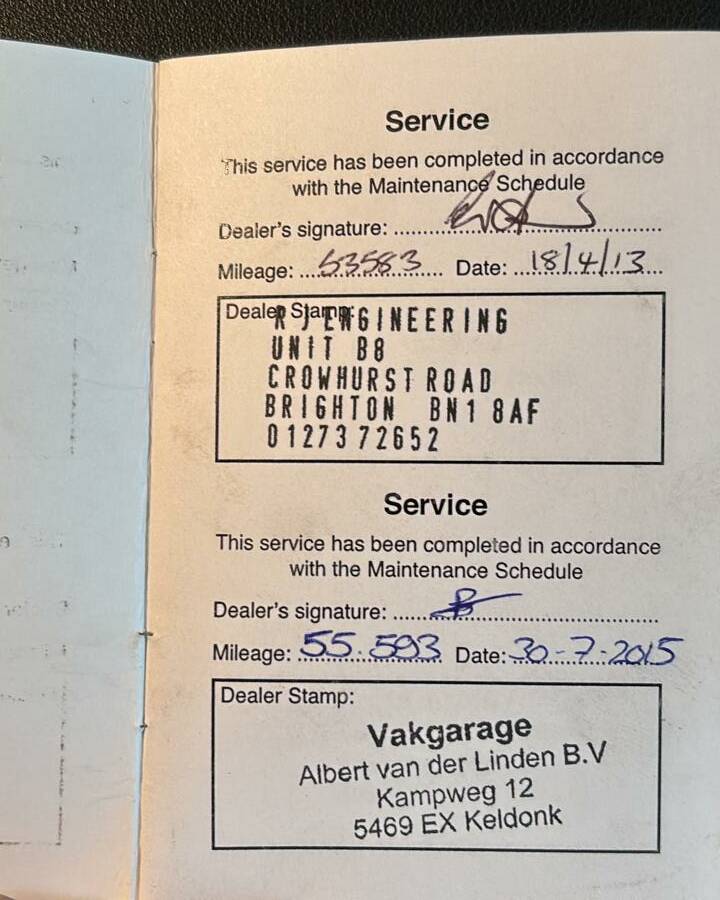 Service
This service has been completed in accordance
with the Maintenance Schedule
Dealer's signature:
Mileage: 53583 Date: 18/4/13
Dealer Stamp:
R J ENGINEERING
UNIT B8
CROWHURST ROAD
BRIGHTON BN1 8AF
01273 72652
Service
This service has been completed in accordance
with the Maintenance Schedule
Dealer's signature:
Mileage: 55.593 Date: 30-7-2015
Dealer Stamp:
Vakgarage
Albert van der Linden B.V
Kampweg 12
5469 EX Keldonk